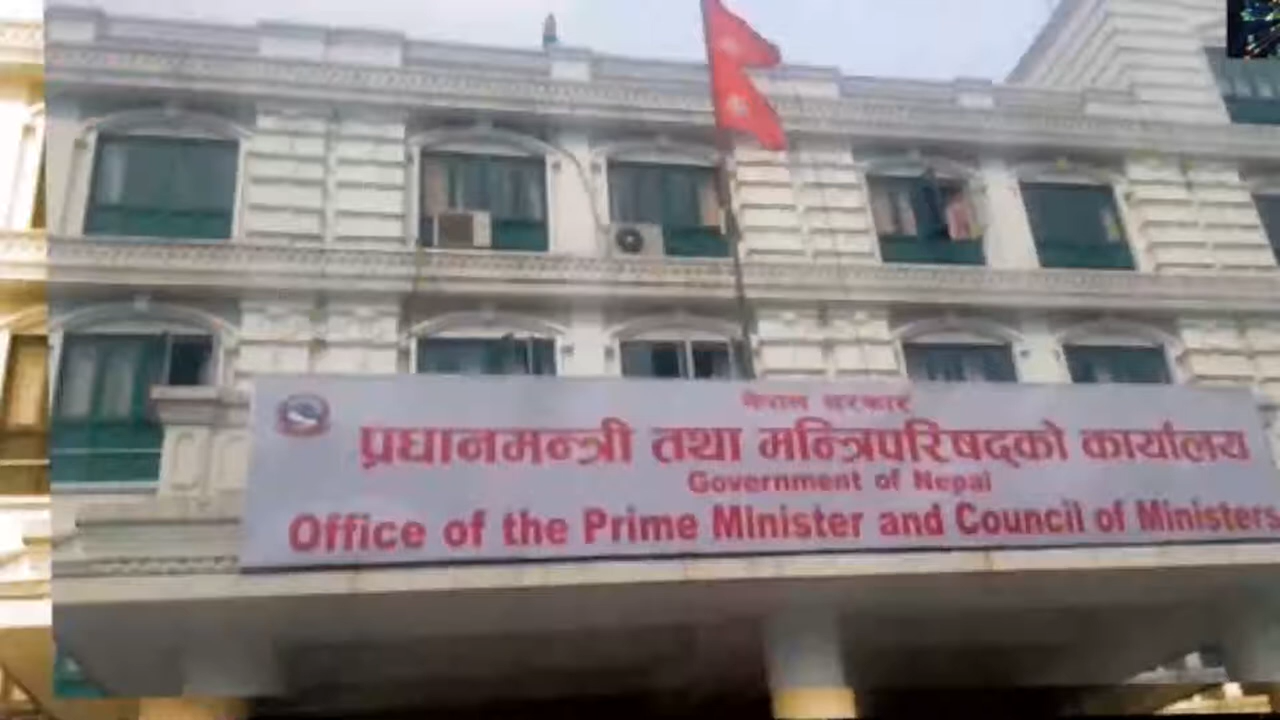 नेपाल सरकार
प्रधानमन्त्री तथा मन्त्रिपरिषद्को कार्यालय
Government of Nepal
Office of the Prime Minister and Council of Ministers